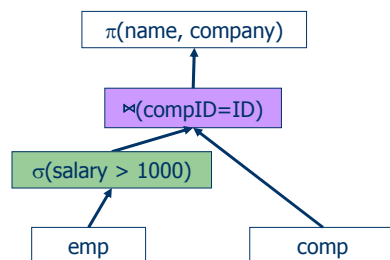 π(name, company)
⋈(compID=ID)
σ(salary > 1000)
emp
comp